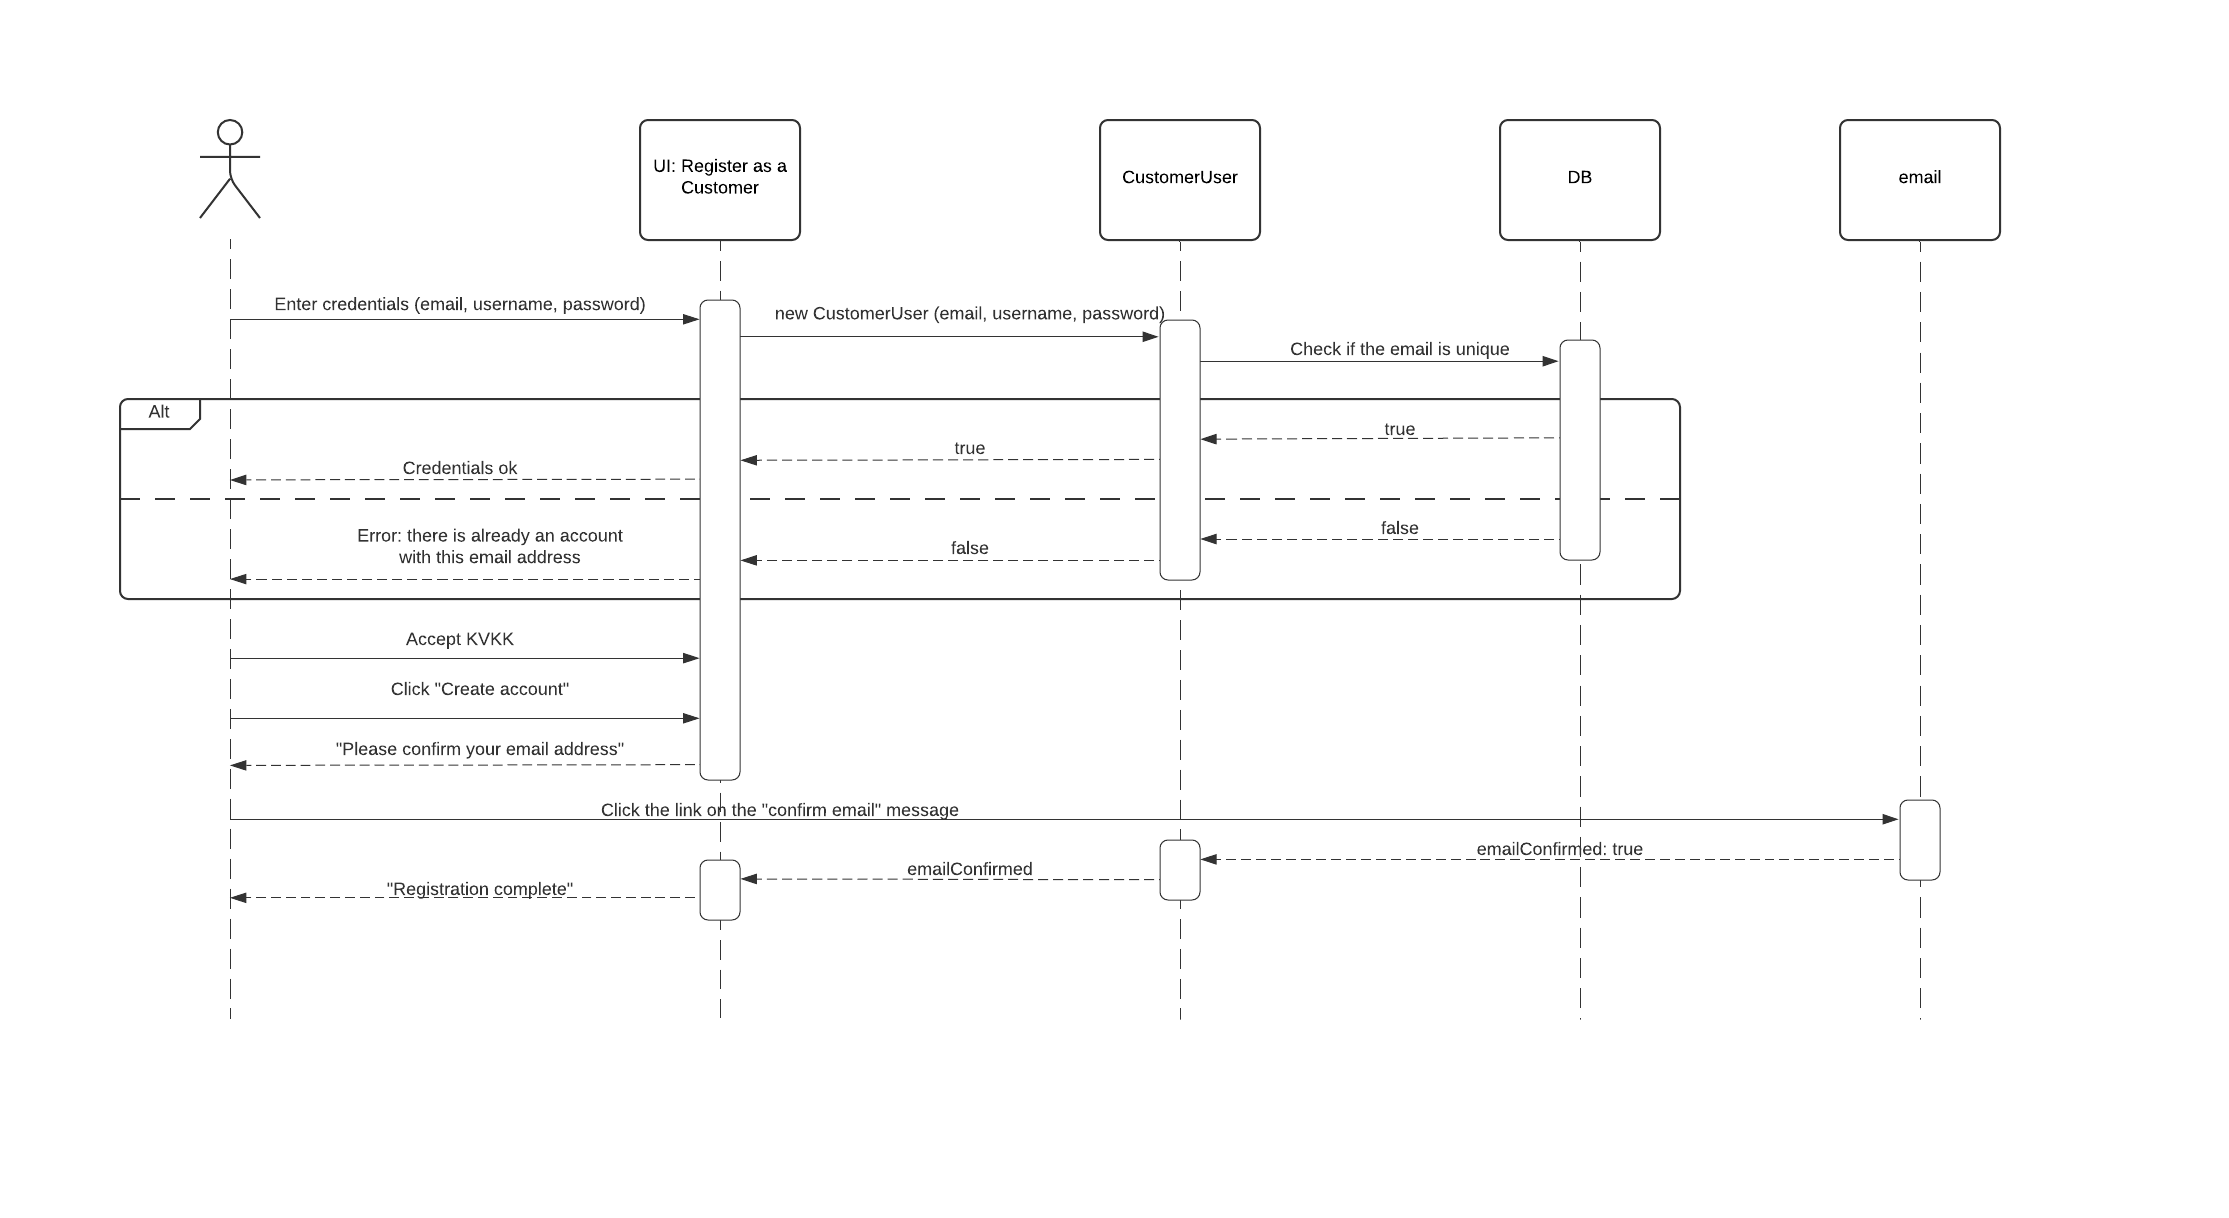 UI: Register as a
Customer
CustomerUser
DB
email
Enter credentials (email, username, password)
new CustomerUser (email, username, password)
Check if the email is unique
Alt
true
true
Credentials ok
false
Error: there is already an account
with this email address
false
Accept KVKK
Click "Create account"
"Please confirm your email address"
Click the link on the "confirm email" message
emailConfirmed: true
emailConfirmed
"Registration complete"